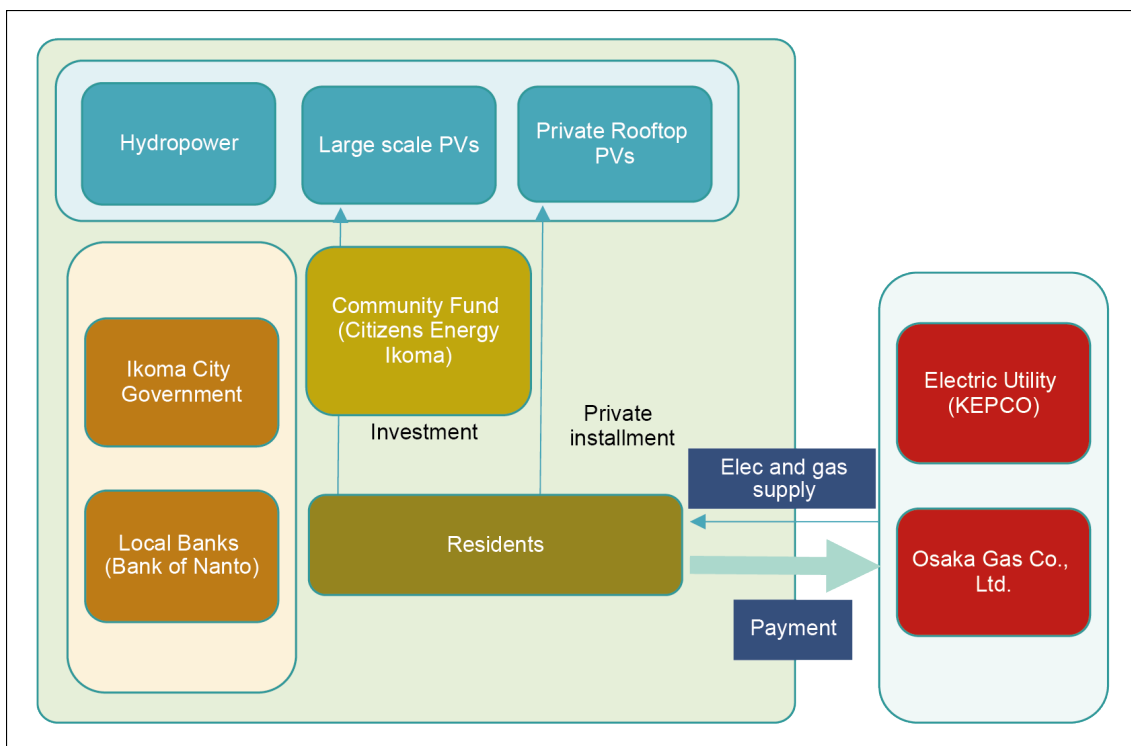 Hydropower
Large scale PVs
Private Rooftop
PVs
Community Fund
(Citizens Energy
Ikoma)
Ikoma City
Government
Electric Utility
(KEPCO)
Investment
Private
installment
Elec and gas
supply
Local Banks
(Bank of Nanto)
Residents
Osaka Gas Co.,
Ltd.
Payment